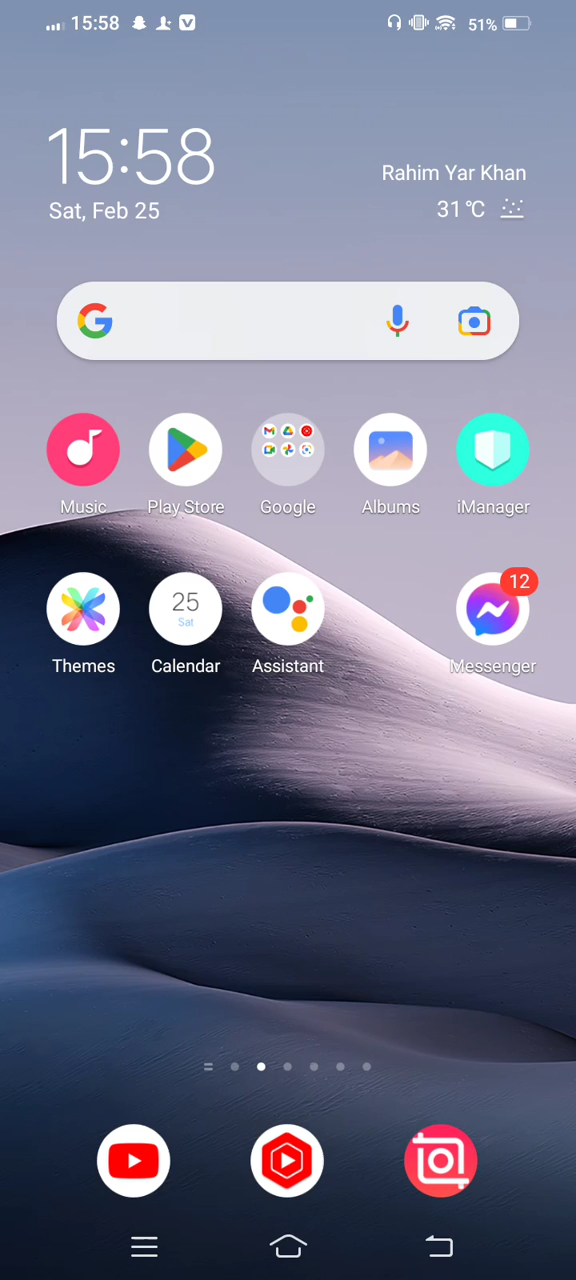 15:58
51%
15:58
Sat, Feb 25
Rahim Yar Khan
31 °C
Music
Play Store
Google
Albums
iManager
25
Sat
12
Themes
Calendar
Assistant
Messenger